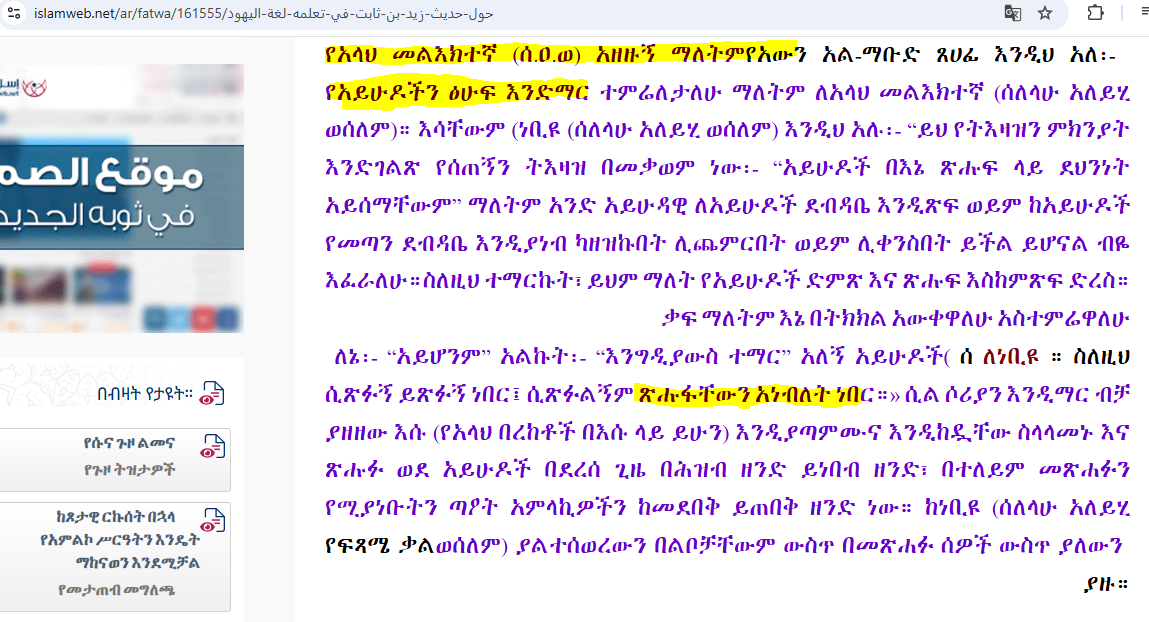 islamweb.net/ar/fatwa/161555/حول-حديث-زيد-بن-ثابت-في-تعلمه-لغة-اليهود
የአላህ መልእክተኛ (ሰ.ዐ.ወ) አዘዙኝ ማለትምየአውን አል-ማቡድ ጸሀፊ እንዲህ አለ፡-
የአይሁዶችን ፅሁፍ እንድማር ተምሬለታለሁ ማለትም ለአላህ መልእክተኛ (ሰለላሁ አለይሂ
ወሰለም)። እሳቸውም (ነቢዩ (ሰለላሁ አለይሂ ወሰለም) እንዲህ አሉ፡- “ይህ የትእዛዝን ምክንያት
እንድገልጽ የሰጠኝን ትእዛዝ በመቃወም ነው፡- “አይሁዶች በእኔ ጽሑፍ ላይ ደህንነት
አይሰማቸውም” ማለትም አንድ አይሁዳዊ ለአይሁዶች ደብዳቤ እንዲጽፍ ወይም ከአይሁዶች
የመጣን ደብዳቤ እንዲያነብ ካዘዝኩበት ሊጨምርበት ወይም ሊቀንስበት ይችል ይሆናል ብዬ
እፈራለሁ።ስለዚህ ተማርኩት፣ ይህም ማለት የአይሁዶች ድምጽ እና ጽሑፍ እስከምጽፍ ድረስ።
ቃፍ ማለትም እኔ በትክክል አውቀዋለሁ አስተምሬዋለሁ
ለኔ፡- “አይሆንም” አልኩት፡- “እንግዲያውስ ተማር” አለኝ አይሁዶች( ሰ ለነቢዩ ። ስለዚህ
ሲጽፉኝ ይጽፉኝ ነበር፤ ሲጽፉልኝም ጽሑፋቸውን አነብለት ነበር።» ሲል ሶሪያን እንዲማር ብቻ
ያዘዘው እሱ (የአላህ በረከቶች በእሱ ላይ ይሁን) እንዲያጣምሙና እንዲከዷቸው ስላላመኑ እና
ጽሑፉ ወደ አይሁዶች በደረሰ ጊዜ በሕዝብ ዘንድ ይነበብ ዘንድ፣ በተለይም መጽሐፉን
የሚያነቡትን ጣዖት አምላኪዎችን ከመደበቅ ይጠበቅ ዘንድ ነው። ከነቢዩ (ሰለላሁ አለይሂ
የፍጻሜ ቃልወሰለም) ያልተሰወረውን በልቦቻቸውም ውስጥ በመጽሐፉ ሰዎች ውስጥ ያለውን
ያዙ።
موقع الصم
في ثوبه الجديد
በብዛት የታዩት።
የሱና ጉዞ ልመና
የጉዞ ትዝታዎች
ከጾታዊ ርኩሰት በኋላ
የአምልኮ ሥርዓትን እንዴት
ማከናወን እንደሚቻል
የመታጠብ መግለጫ